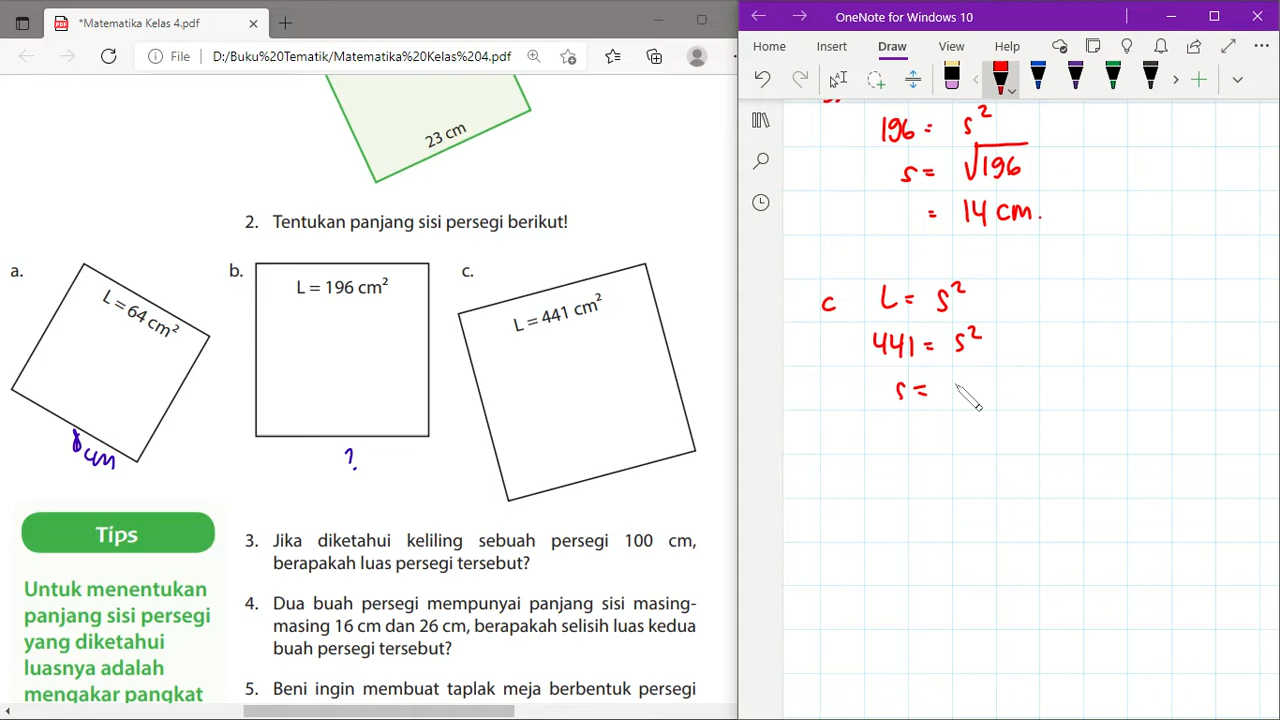 *Matematika Kelas 4.pdf
OneNote for Windows 10
File D:/Buku%20Tematik/Matematika%20Kelas%204.pdf
Home Insert Draw View Help
23 cm
2. Tentukan panjang sisi persegi berikut!
a.
L = 64 cm²
8 cm
b.
L = 196 cm²
?
c.
L = 441 cm²
Tips
Untuk menentukan
panjang sisi persegi
yang diketahui
luasnya adalah
mengakar pangkat
3. Jika diketahui keliling sebuah persegi 100 cm,
berapakah luas persegi tersebut?
4. Dua buah persegi mempunyai panjang sisi masing-
masing 16 cm dan 26 cm, berapakah selisih luas kedua
buah persegi tersebut?
5. Beni ingin membuat taplak meja berbentuk persegi
196 = s²
s = √196
= 14 cm.
c L = s²
441 = s²
s =